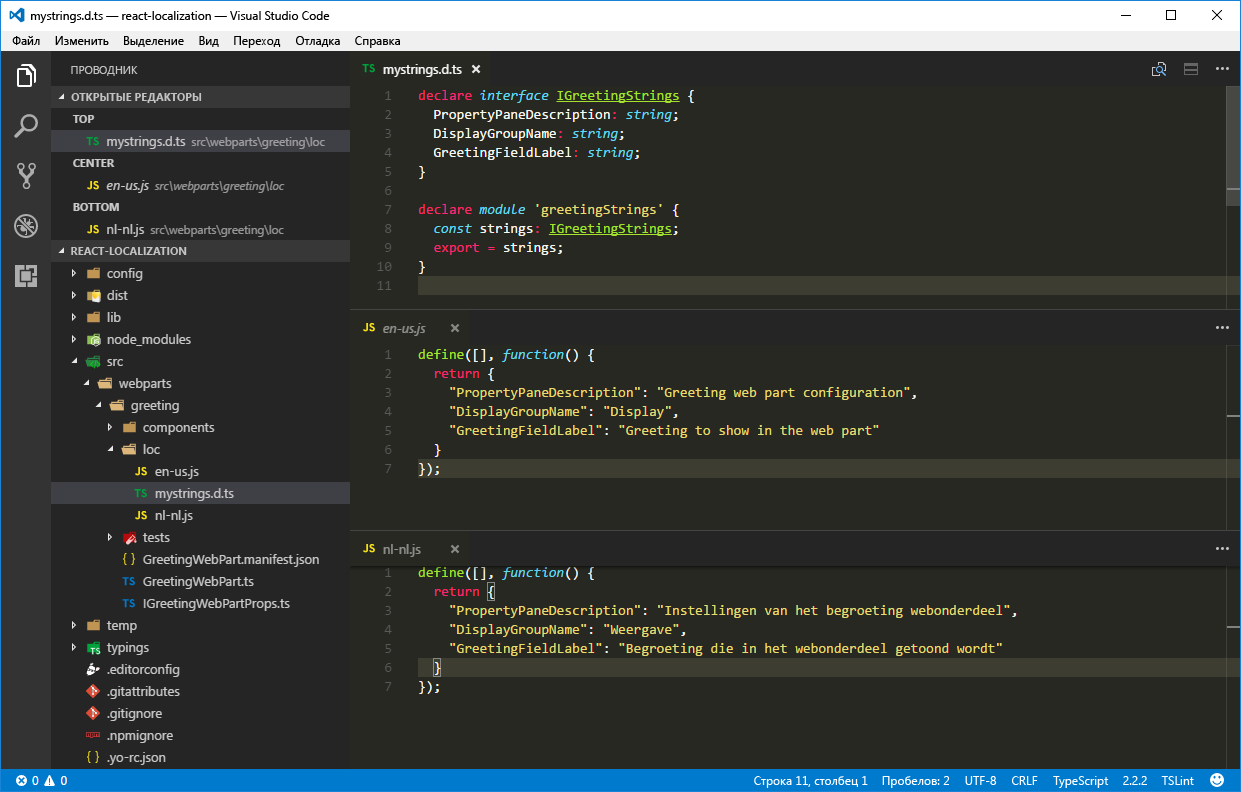 mystrings.d.ts — react-localization — Visual Studio Code
Файл Изменить Выделение Вид Переход Отладка Справка
ПРОВОДНИК
ОТКРЫТЫЕ РЕДАКТОРЫ
TOP
TS mystrings.d.ts src\webparts\greeting\loc
CENTER
JS en-us.js src\webparts\greeting\loc
BOTTOM
JS nl-nl.js src\webparts\greeting\loc
REACT-LOCALIZATION
config
dist
lib
node_modules
src
webparts
greeting
components
loc
JS en-us.js
TS mystrings.d.ts
JS nl-nl.js
tests
{ } GreetingWebPart.manifest.json
TS GreetingWebPart.ts
TS IGreetingWebPartProps.ts
temp
TS typings
.editorconfig
.gitattributes
.gitignore
npm .npmignore
{ } .yo-rc.json
TS mystrings.d.ts
1 declare interface IGreetingStrings {
2 PropertyPaneDescription: string;
3 DisplayGroupName: string;
4 GreetingFieldLabel: string;
5 }
6
7 declare module 'greetingStrings' {
8 const strings: IGreetingStrings;
9 export = strings;
10 }
11
JS en-us.js
1 define([], function() {
2 return {
3 "PropertyPaneDescription": "Greeting web part configuration",
4 "DisplayGroupName": "Display",
5 "GreetingFieldLabel": "Greeting to show in the web part"
6 }
7 });
JS nl-nl.js
1 define([], function() {
2 return {
3 "PropertyPaneDescription": "Instellingen van het begroeting webonderdeel",
4 "DisplayGroupName": "Weergave",
5 "GreetingFieldLabel": "Begroeting die in het webonderdeel getoond wordt"
6 }
7 });
0 0 Строка 11, столбец 1 Пробелов: 2 UTF-8 CRLF TypeScript 2.2.2 TSLint